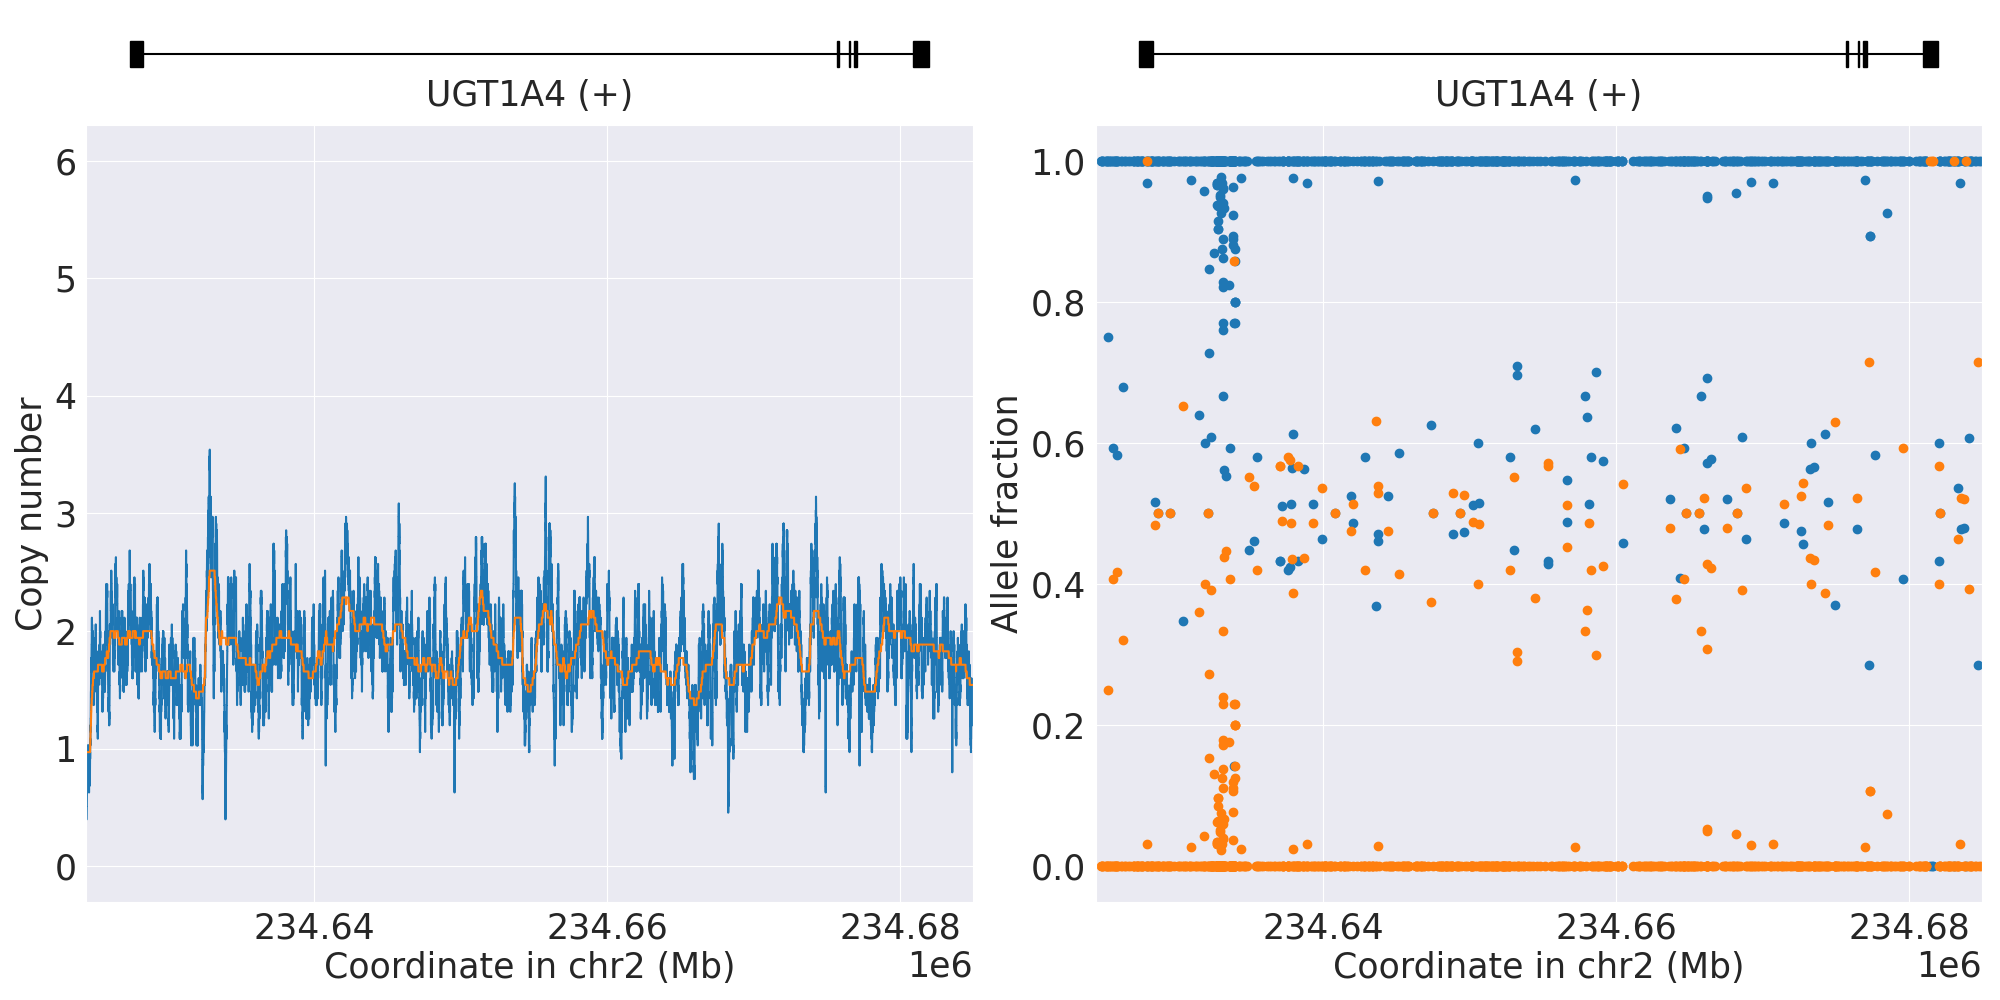 UGT1A4 (+)
Copy number
6
5
4
3
2
1
0
234.64
234.66
234.68
Coordinate in chr2 (Mb)
1e6
UGT1A4 (+)
Allele fraction
1.0
0.8
0.6
0.4
0.2
0.0
234.64
234.66
234.68
Coordinate in chr2 (Mb)
1e6